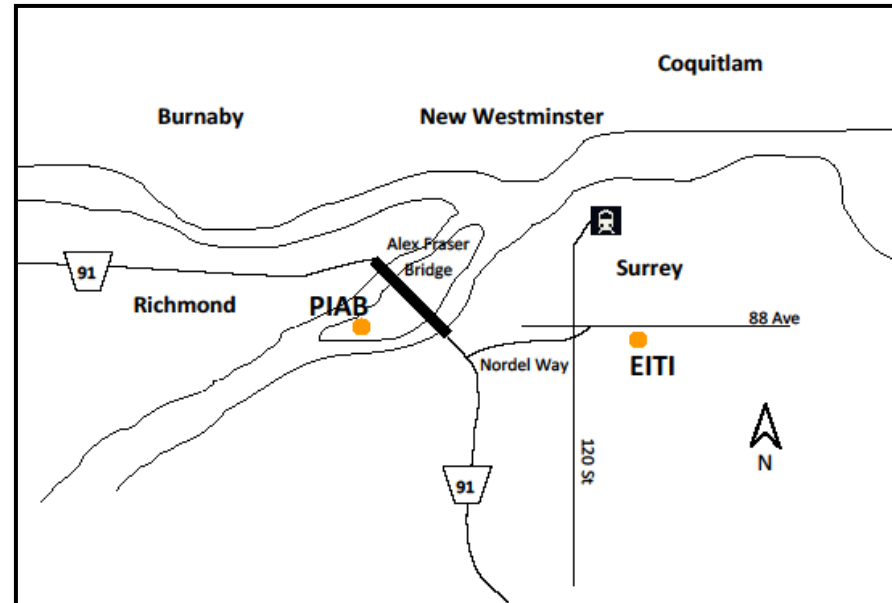 Coquitlam
Burnaby
New Westminster
Alex Fraser
Bridge
91
Surrey
Richmond
PIAB
88 Ave
Nordel Way
EITI
120 St
N
91